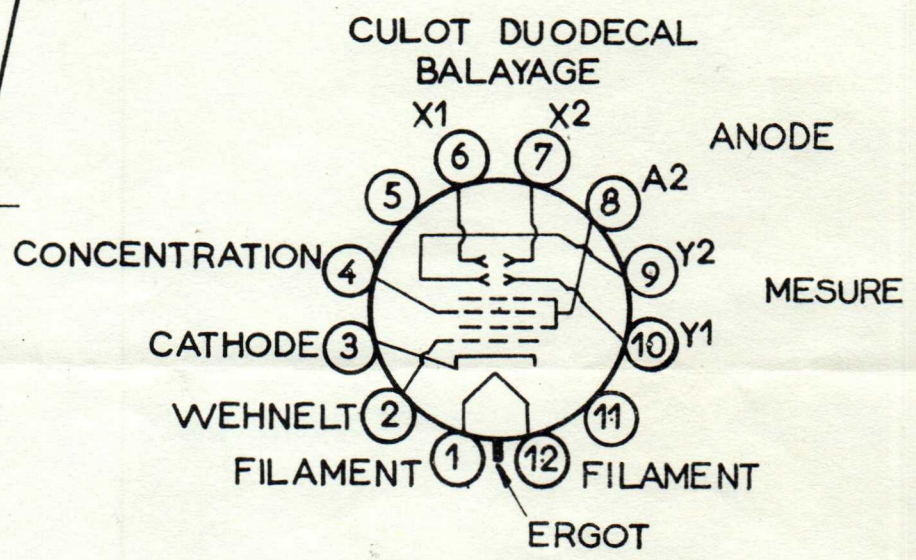 CULOT DUODECAL
BALAYAGE
X1 X2
ANODE
6 7
5 8 A2
CONCENTRATION 4 9 Y2
MESURE
CATHODE 3 10 Y1
WEHNELT 2 11
FILAMENT 1 12 FILAMENT
ERGOT